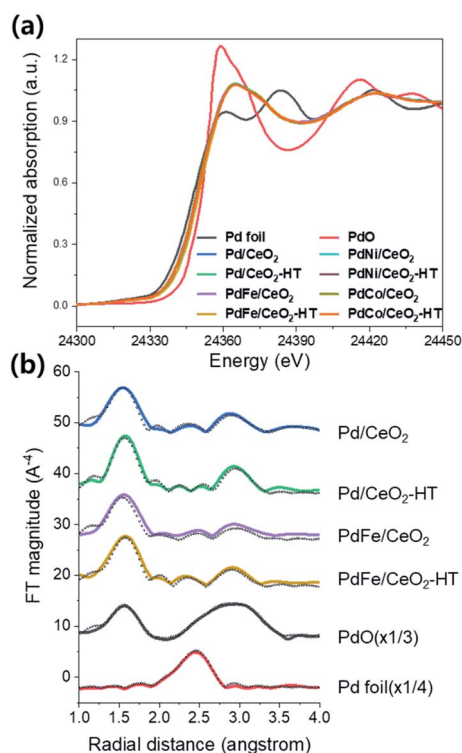 (a)
Normalized absorption (a.u.)
1.2
0.9
0.6
0.3
0.0
Pd foil
PdO
Pd/CeO₂
PdNi/CeO₂
Pd/CeO₂-HT
PdNi/CeO₂-HT
PdFe/CeO₂
PdCo/CeO₂
PdFe/CeO₂-HT
PdCo/CeO₂-HT
24300 24330 24360 24390 24420 24450
Energy (eV)
(b)
FT magnitude (A⁻⁴)
60
50
40
30
20
10
0
Pd/CeO₂
Pd/CeO₂-HT
PdFe/CeO₂
PdFe/CeO₂-HT
PdO(x1/3)
Pd foil(x1/4)
1.0 1.5 2.0 2.5 3.0 3.5 4.0
Radial distance (angstrom)